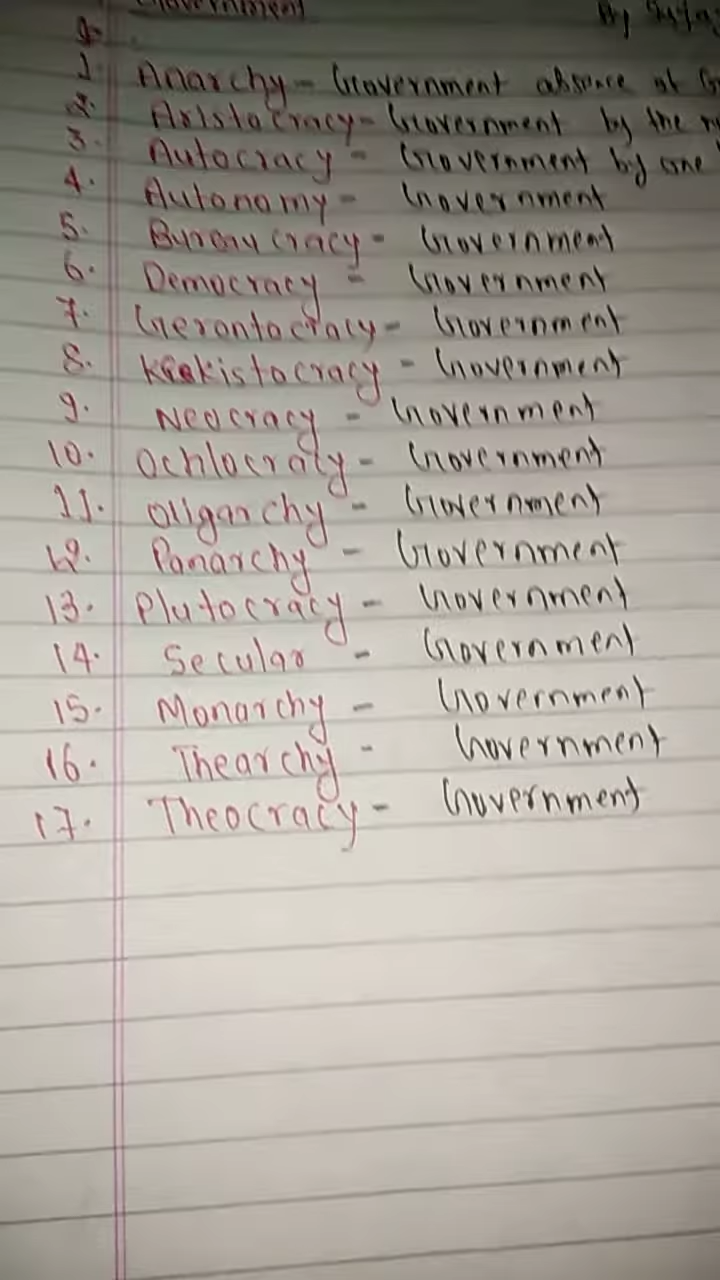 Government By
1. Anarchy - Government absence of
2. Aristocracy - Government by the
3. Autocracy - Government by one
4. Autonomy - Government
5. Bureaucracy - Government
6. Democracy - Government
7. Gerontocracy - Government
8. Kakistocracy - Government
9. Neocracy - Government
10. Ochlocraty - Government
11. Oligarchy - Government
12. Panarchy - Government
13. Plutocracy - Government
14. Secular - Government
15. Monarchy - Government
16. Thearchy - Government
17. Theocracy - Government